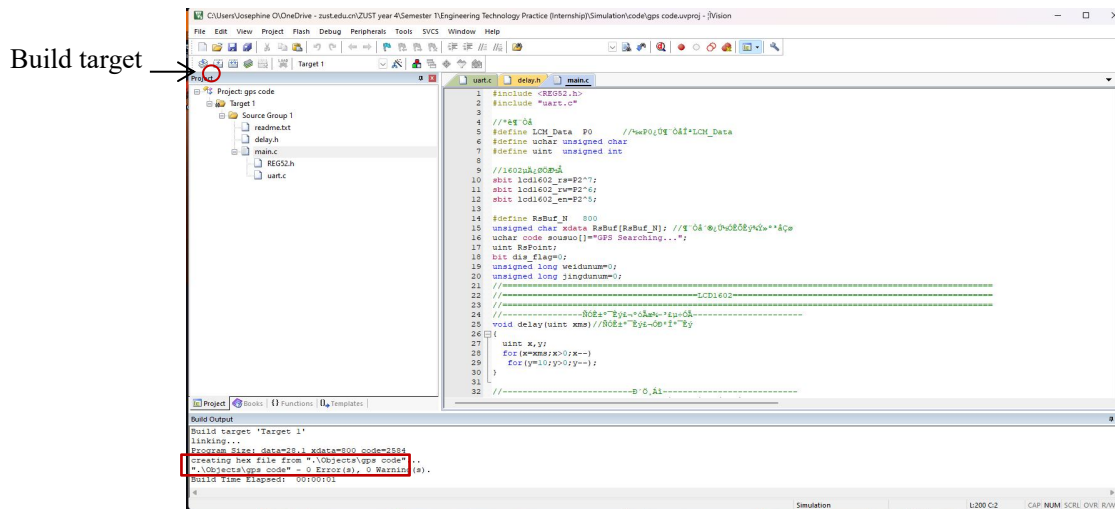 C:\Users\Josephine O\OneDrive - zust.edu.cn\ZUST year 4\Semester 1\Engineering Technology Practice (Internship)\Simulation\code\gps code.uvproj - µVision
File Edit View Project Flash Debug Peripherals Tools SVCS Window Help
Build target
Target 1
Project
Project: gps code
Target 1
Source Group 1
readme.txt
delay.h
main.c
REG52.h
uart.c
Project Books {} Functions Templates
uart.c delay.h main.c
1 #include <REG52.h>
2 #include "uart.c"
3
4
5 #define LCM_Data P0
6 #define uchar unsigned char
7 #define uint unsigned int
8
9
10 sbit lcd1602_rs=P2^7;
11 sbit lcd1602_rw=P2^6;
12 sbit lcd1602_en=P2^5;
13
14 #define RsBuf_N 800
15 unsigned char xdata RsBuf[RsBuf_N];
16 uchar code sousuo[]="GPS Searching...";
17 uint RsPoint;
18 bit dis_flag=0;
19 unsigned long weidunum=0;
20 unsigned long jingdunum=0;
21
22 LCD1602
23
24
25 void delay(uint xms)
26 {
27 uint x,y;
28 for(x=xms;x>0;x--)
29 for(y=10;y>0;y--);
30 }
31
32
Build Output
Build target 'Target 1'
linking...
Program Size: data=28.1 xdata=800 code=2584
creating hex file from ".\Objects\gps code"...
".\Objects\gps code" - 0 Error(s), 0 Warning(s).
Build Time Elapsed: 00:00:01
Simulation L:200 C:2 CAP NUM SCRL OVR R/W